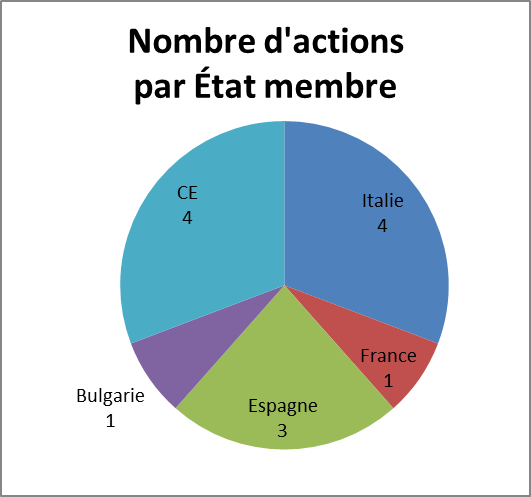 Nombre d'actions
par État membre
CE
4
Italie
4
France
1
Espagne
3
Bulgarie
1